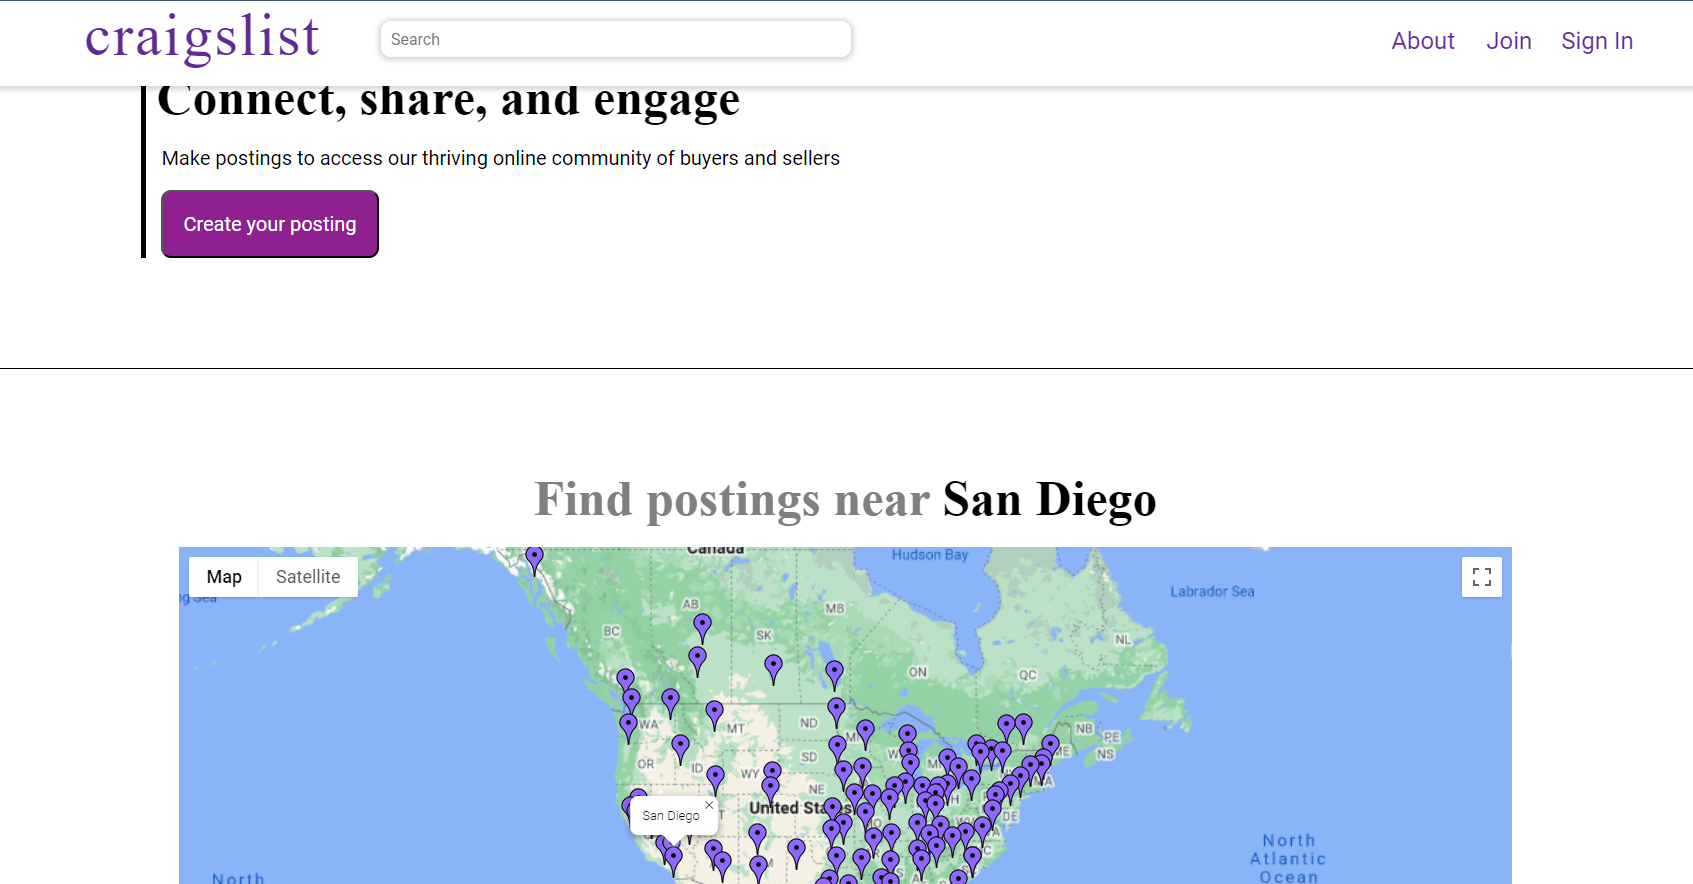 craigslist
Search
About
Join
Sign In
Connect, share, and engage
Make postings to access our thriving online community of buyers and sellers
Create your posting
Find postings near San Diego
Map
Satellite
Canada
Hudson Bay
Labrador Sea
AB
MB
BC
SK
NL
ON
QC
WA
MT
ND
NB
PE
NS
ME
OR
ID
WY
SD
NE
United States
San Diego
DE
North
Atlantic
Ocean
North